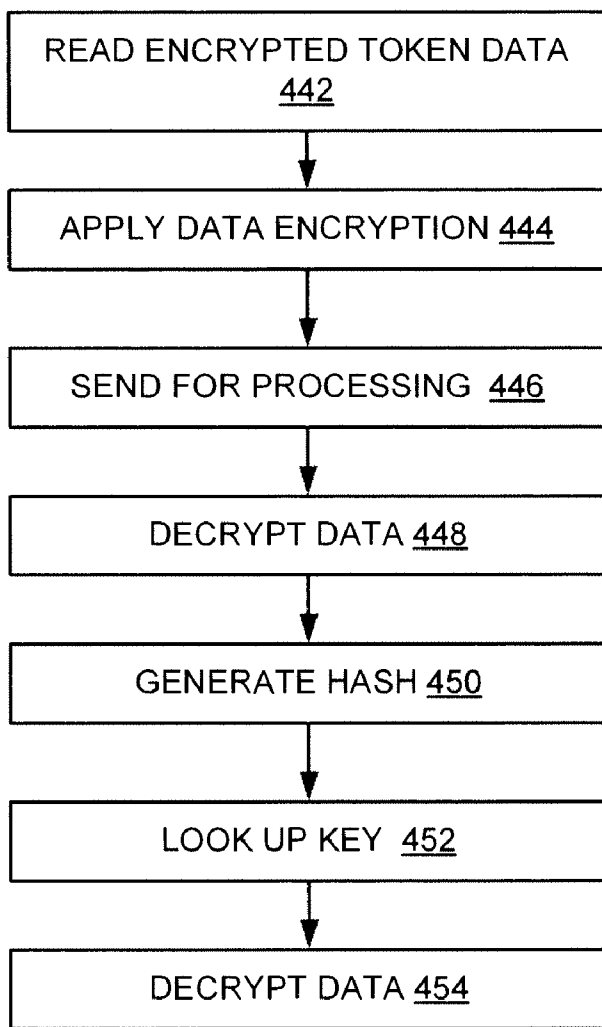 READ ENCRYPTED TOKEN DATA
442
APPLY DATA ENCRYPTION 444
SEND FOR PROCESSING 446
DECRYPT DATA 448
GENERATE HASH 450
LOOK UP KEY 452
DECRYPT DATA 454